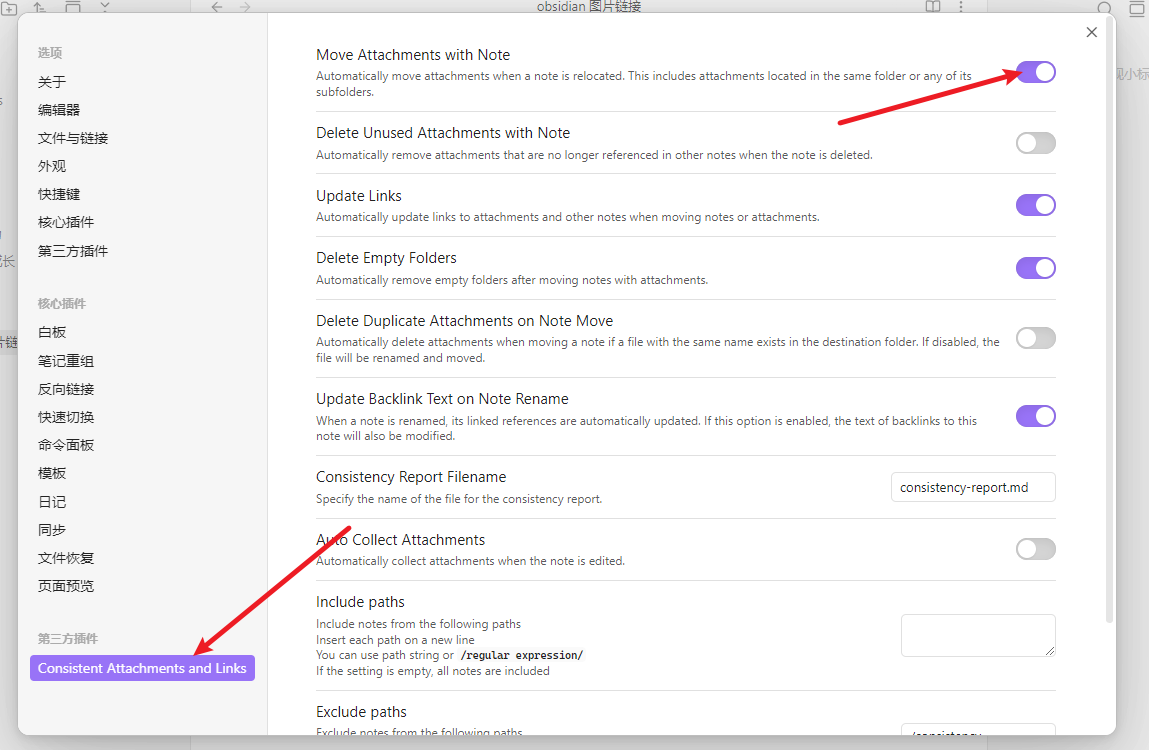 obsidian 图片链接
选项
关于
编辑器
文件与链接
外观
快捷键
核心插件
第三方插件
核心插件
白板
笔记重组
反向链接
快速切换
命令面板
模板
日记
同步
文件恢复
页面预览
第三方插件
Consistent Attachments and Links
Move Attachments with Note
Automatically move attachments when a note is relocated. This includes attachments located in the same folder or any of its
subfolders.
Delete Unused Attachments with Note
Automatically remove attachments that are no longer referenced in other notes when the note is deleted.
Update Links
Automatically update links to attachments and other notes when moving notes or attachments.
Delete Empty Folders
Automatically remove empty folders after moving notes with attachments.
Delete Duplicate Attachments on Note Move
Automatically delete attachments when moving a note if a file with the same name exists in the destination folder. If disabled, the
file will be renamed and moved.
Update Backlink Text on Note Rename
When a note is renamed, its linked references are automatically updated. If this option is enabled, the text of backlinks to this
note will also be modified.
Consistency Report Filename
Specify the name of the file for the consistency report.
consistency-report.md
Auto Collect Attachments
Automatically collect attachments when the note is edited.
Include paths
Include notes from the following paths
Insert each path on a new line
You can use path string or /regular expression/
If the setting is empty, all notes are included
Exclude paths
Exclude notes from the following paths
/consistency